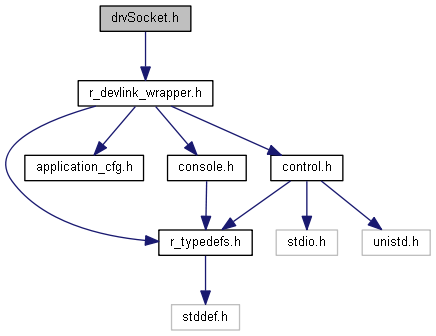 drvSocket.h
r_devlink_wrapper.h
application_cfg.h
console.h
control.h
r_typedefs.h
stdio.h
unistd.h
stddef.h